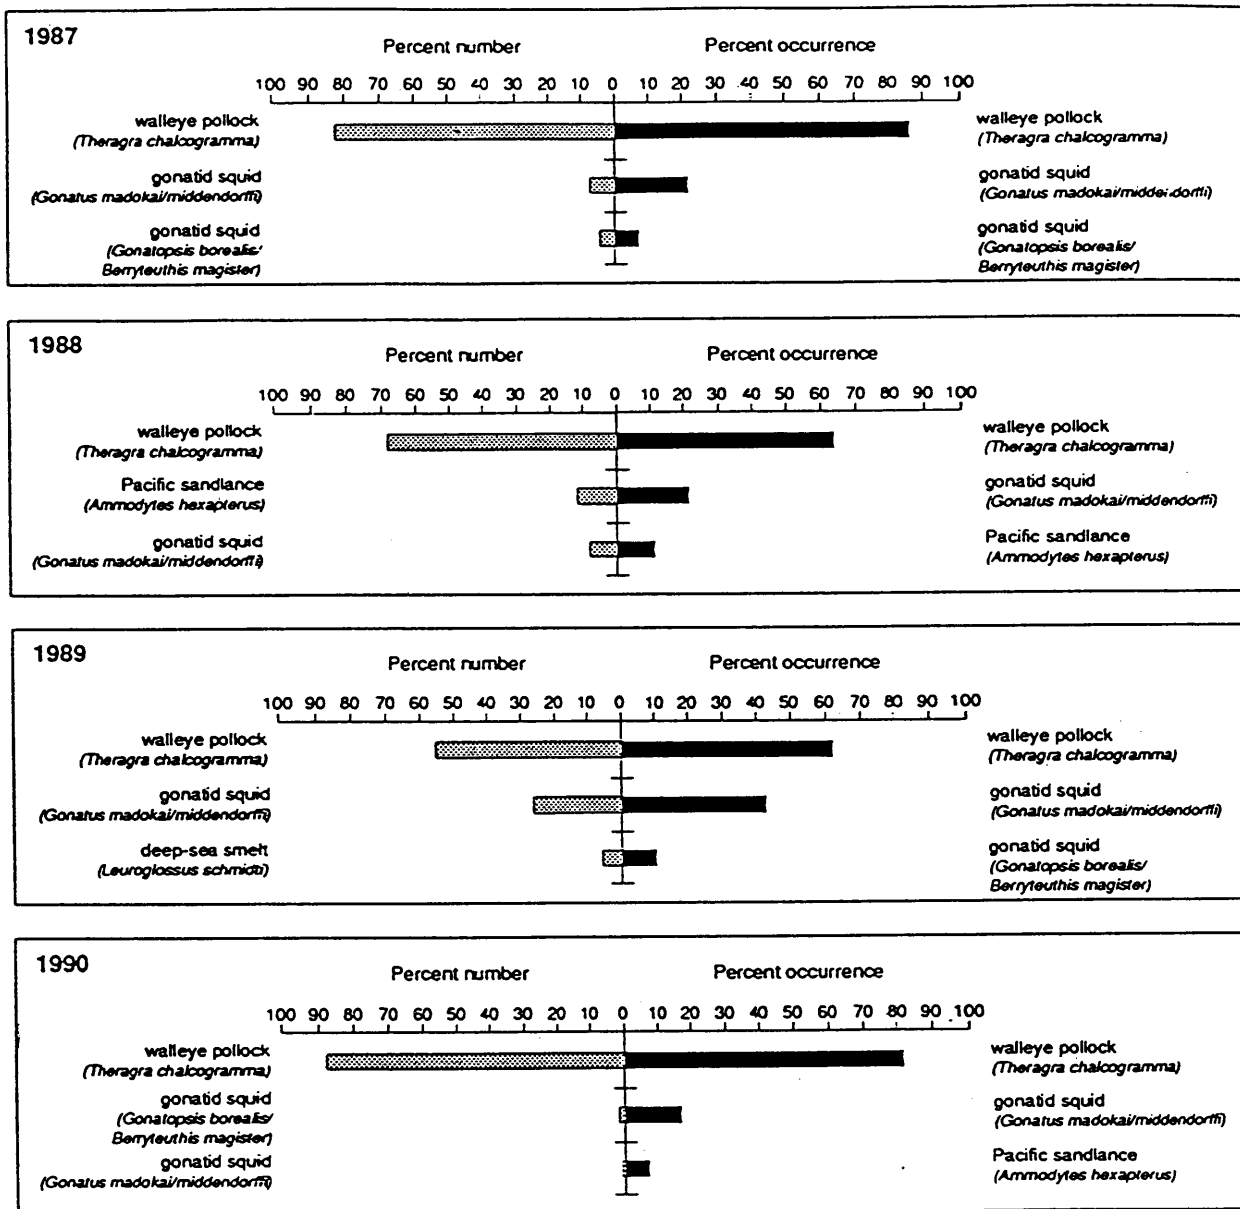 1987
Percent number Percent occurrence
100 90 80 70 60 50 40 30 20 10 0 10 20 30 40 50 60 70 80 90 100
walleye pollock walleye pollock
(Theragra chalcogramma) (Theragra chalcogramma)
gonatid squid gonatid squid
(Gonatus madokai/middendorffi) (Gonatus madokai/middendorffi)
gonatid squid gonatid squid
(Gonatopsis borealis/ (Gonatopsis borealis/
Berryteuthis magister) Berryteuthis magister)
1988
Percent number Percent occurrence
100 90 80 70 60 50 40 30 20 10 0 10 20 30 40 50 60 70 80 90 100
walleye pollock walleye pollock
(Theragra chalcogramma) (Theragra chalcogramma)
Pacific sandlance gonatid squid
(Ammodytes hexapterus) (Gonatus madokai/middendorffi)
gonatid squid Pacific sandlance
(Gonatus madokai/middendorffi) (Ammodytes hexapterus)
1989
Percent number Percent occurrence
100 90 80 70 60 50 40 30 20 10 0 10 20 30 40 50 60 70 80 90 100
walleye pollock walleye pollock
(Theragra chalcogramma) (Theragra chalcogramma)
gonatid squid gonatid squid
(Gonatus madokai/middendorffi) (Gonatus madokai/middendorffi)
deep-sea smelt gonatid squid
(Leuroglossus schmidti) (Gonatopsis borealis/
Berryteuthis magister)
1990
Percent number Percent occurrence
100 90 80 70 60 50 40 30 20 10 0 10 20 30 40 50 60 70 80 90 100
walleye pollock walleye pollock
(Theragra chalcogramma) (Theragra chalcogramma)
gonatid squid gonatid squid
(Gonatopsis borealis/ (Gonatus madokai/middendorffi)
Berryteuthis magister)
gonatid squid Pacific sandlance
(Gonatus madokai/middendorffi) (Ammodytes hexapterus)